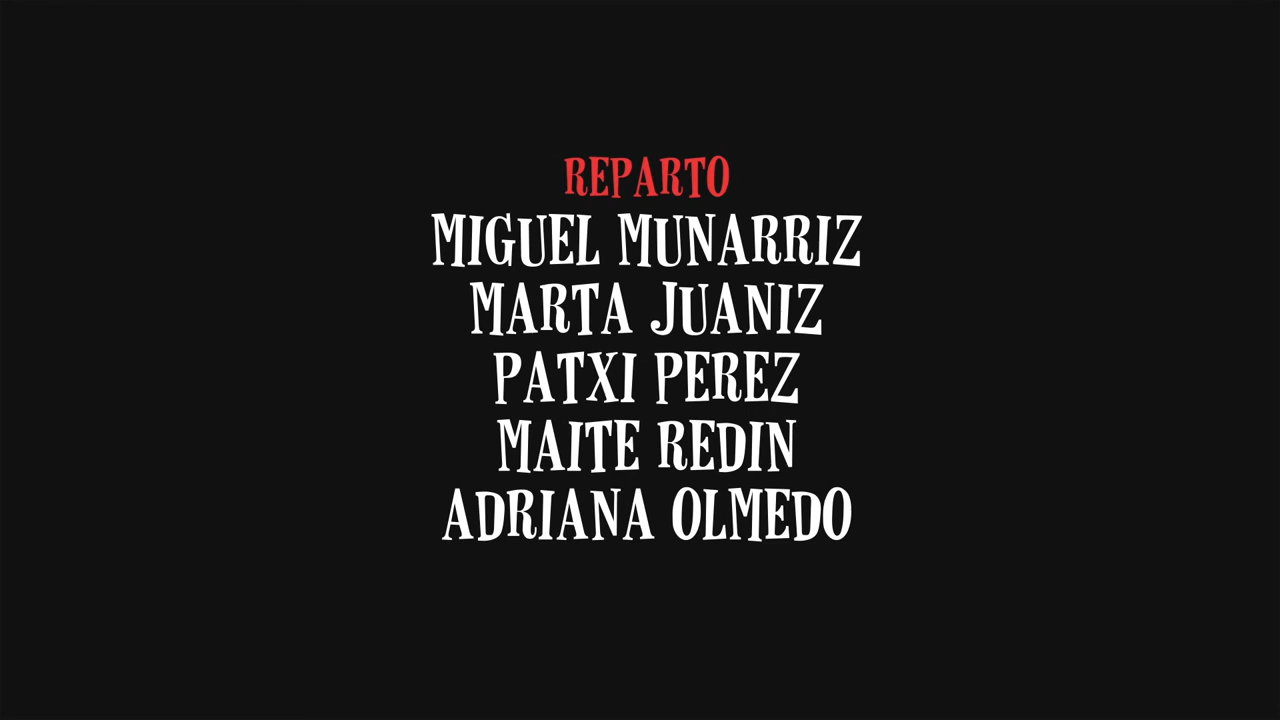 REPARTO
MIGUEL MUNARRIZ
MARTA JUANIZ
PATXI PEREZ
MAITE REDIN
ADRIANA OLMEDO